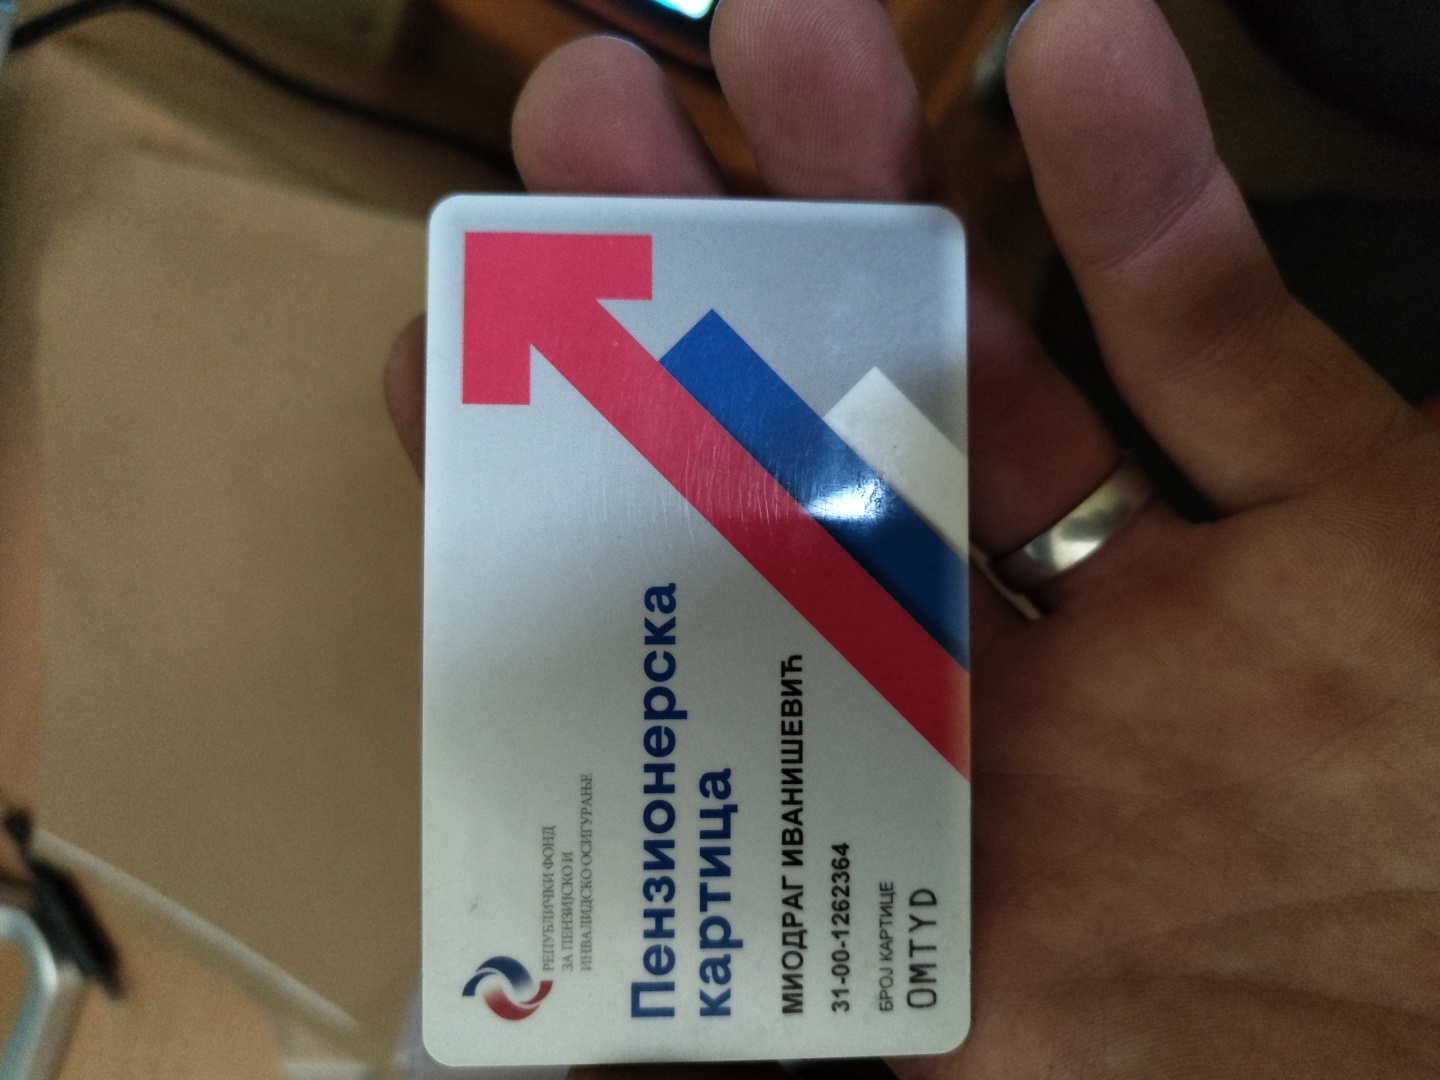 РЕПУБЛИЧКИ ФОНД
ЗА ПЕНЗИЈСКО И
ИНВАЛИДСКО ОСИГУРАЊЕ
Пензионерска
картица
МИОДРАГ ИВАНИШЕВИЋ
31-00-1262364
БРОЈ КАРТИЦЕ
OMTYD